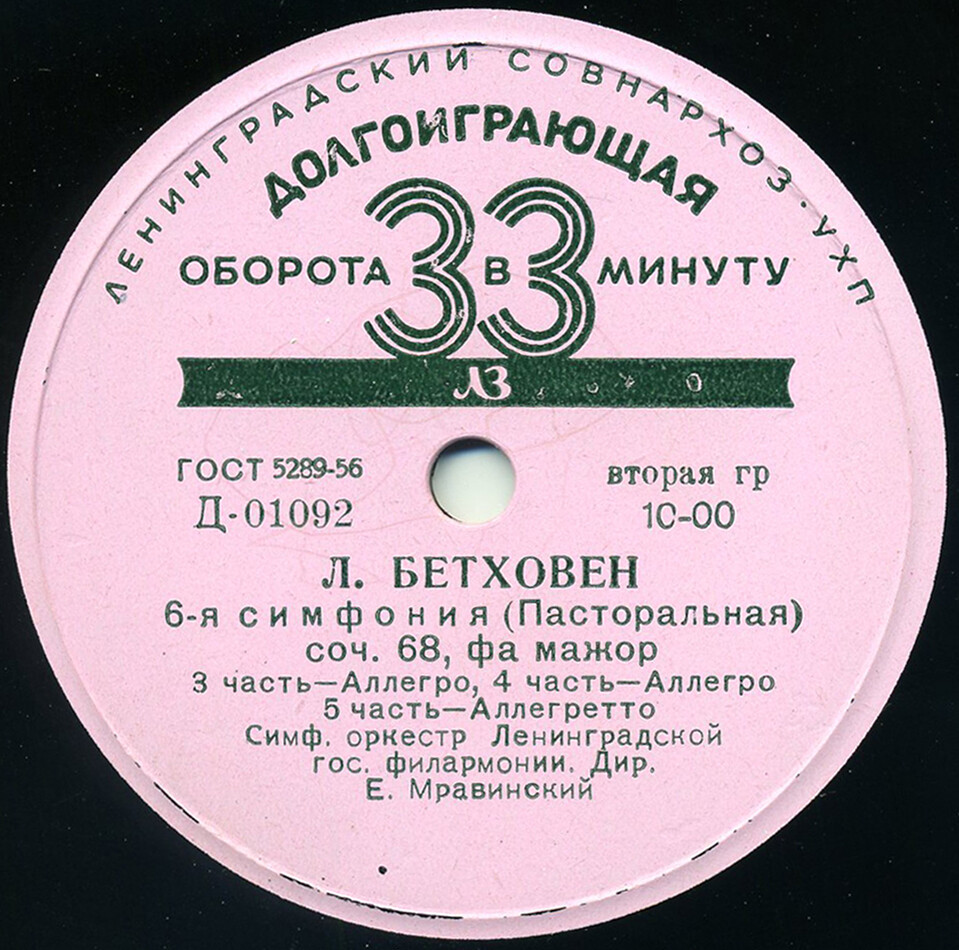 ЛЕНИНГРАДСКИЙ СОВНАРХОЗ. УХП
ДОЛГОИГРАЮЩАЯ
ОБОРОТА 33 В МИНУТУ
ЛЗ
ГОСТ 5289-56
Д-01092
вторая гр
1С-00
Л. БЕТХОВЕН
6-я симфония (Пасторальная)
соч. 68, фа мажор
3 часть—Аллегро, 4 часть—Аллегро
5 часть—Аллегретто
Симф. оркестр Ленинградской
гос. филармонии. Дир.
Е. Мравинский